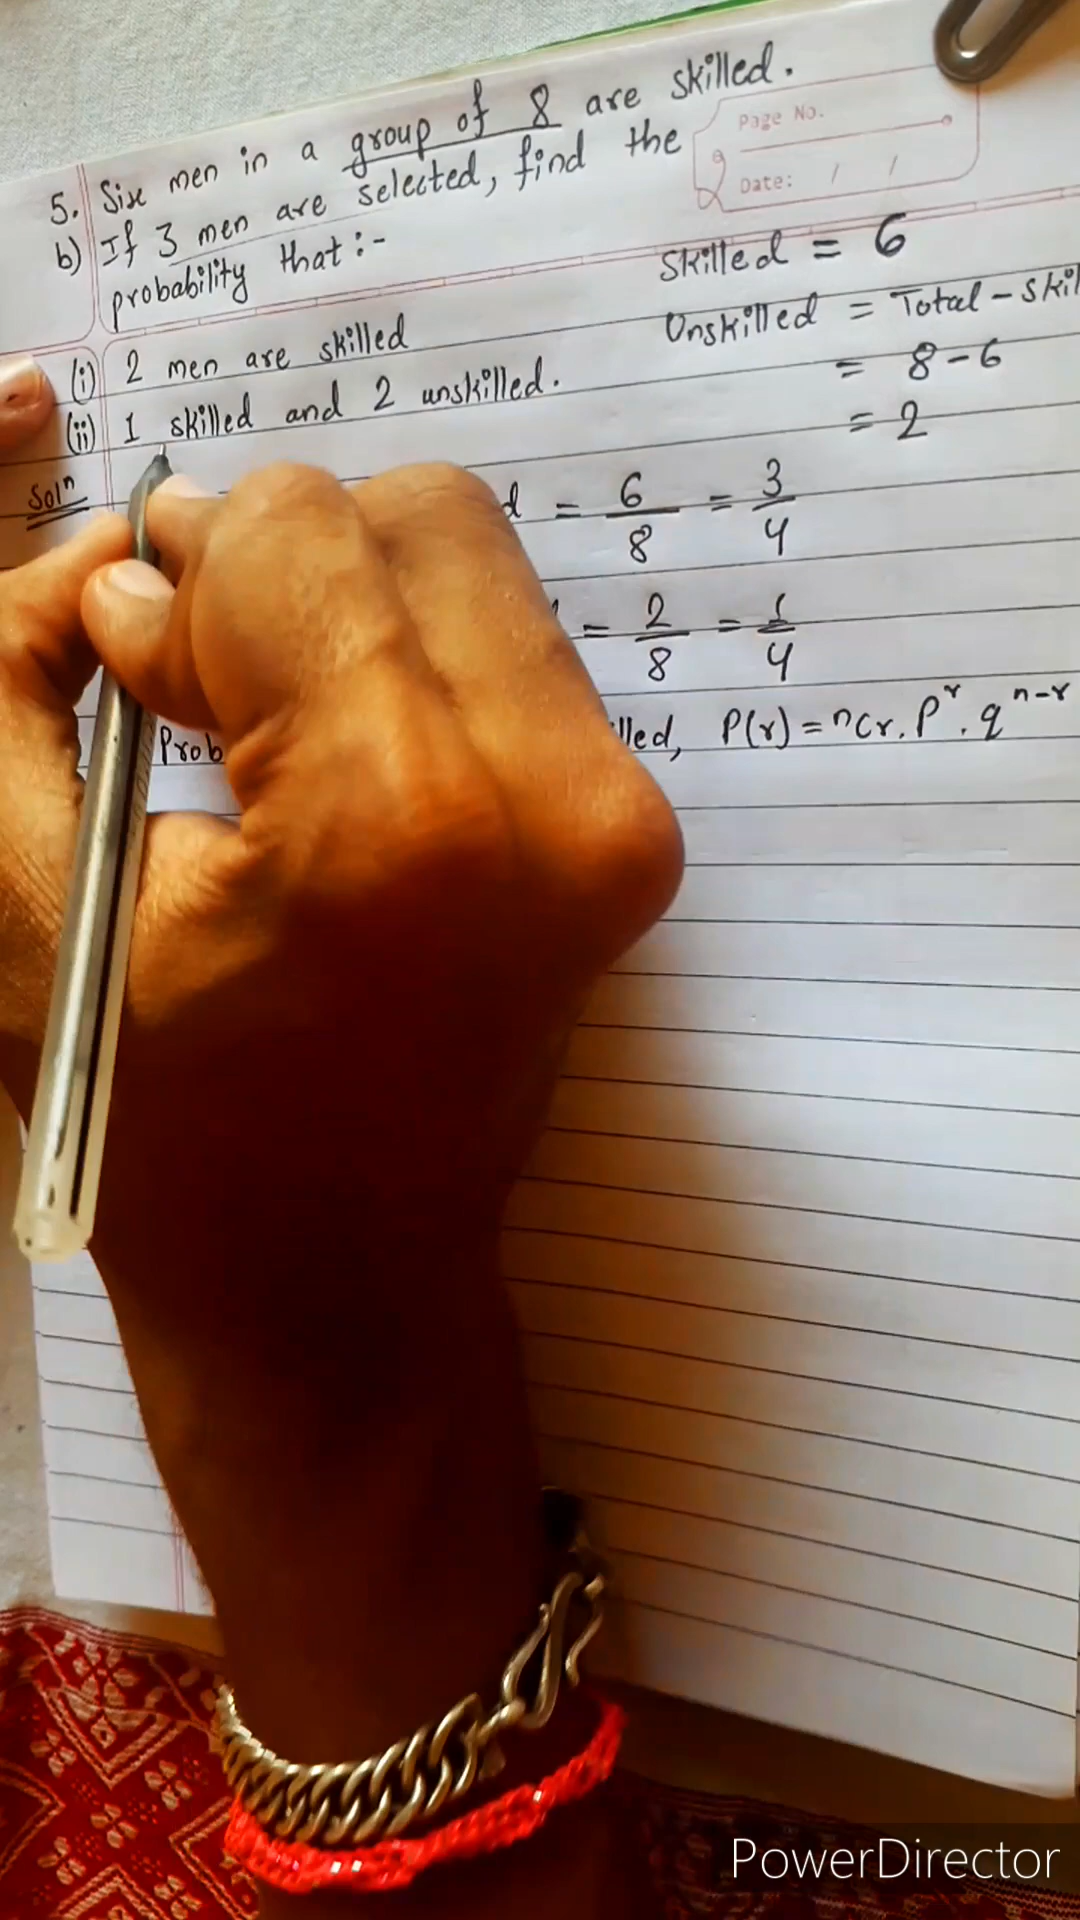 5. Six men in a group of 8 are skilled.
b) If 3 men are selected, find the
probability that :-
Page No.
Date: / /
(i) 2 men are skilled
(ii) 1 skilled and 2 unskilled.
Skilled = 6
Unskilled = Total - skil
= 8 - 6
= 2
Solⁿ
d = 6/8 = 3/4
= 2/8 = 1/4
Prob lled, P(r) = ⁿCr. P^r . q^n-r
PowerDirector